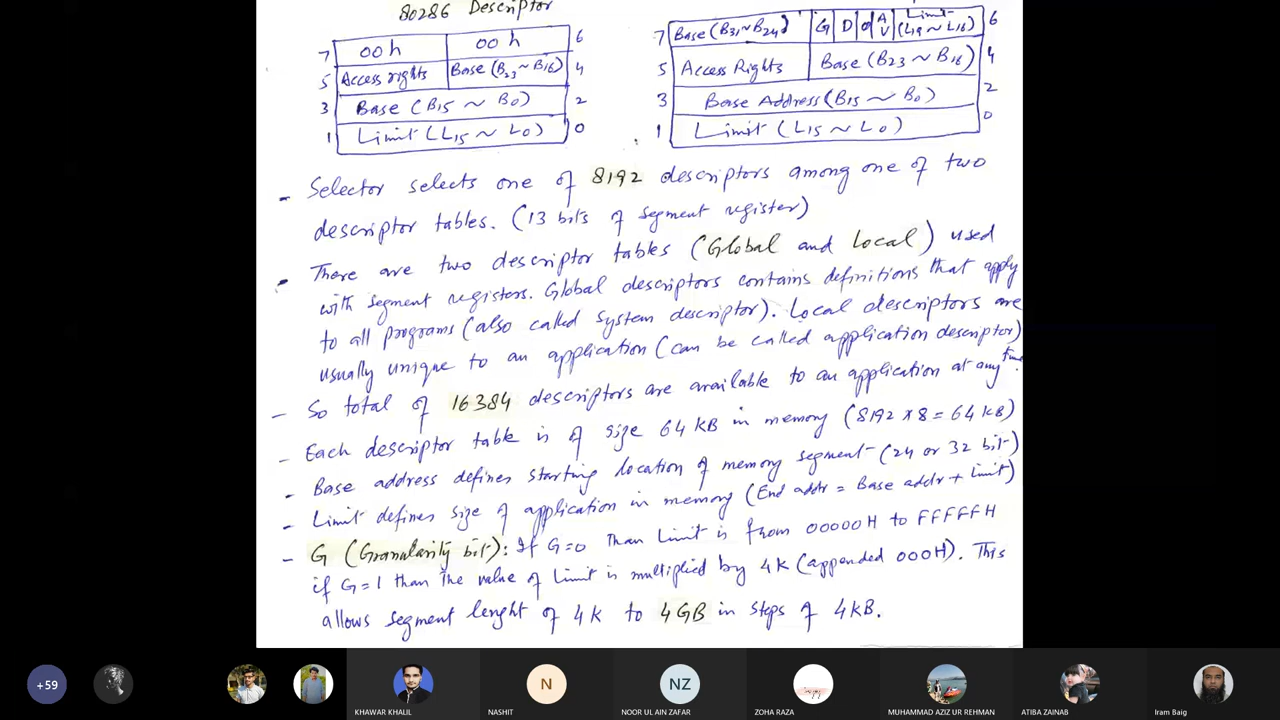 80286 Descriptor
7 00h 00h 6
5 Access rights Base (B23 ~ B16) 4
3 Base (B15 ~ B0) 2
1 Limit (L15 ~ L0) 0
7 Base (B31 ~ B24) G D 0 AV Limit (L19 ~ L16) 6
5 Access Rights Base (B23 ~ B16) 4
3 Base Address (B15 ~ B0) 2
1 Limit (L15 ~ L0) 0
- Selector selects one of 8192 descriptors among one of two
descriptor tables. (13 bits of segment register)
- There are two descriptor tables (Global and Local) used
with segment registers. Global descriptors contains definitions that apply
to all programs (also called system descriptor). Local descriptors are
usually unique to an application (can be called application descriptor)
- So total of 16384 descriptors are available to an application at any time.
- Each descriptor table is of size 64 KB in memory (8192 x 8 = 64 KB)
- Base address defines starting location of memory segment (24 or 32 bit)
- Limit defines size of application in memory (End addr = Base addr + limit)
- G (Granularity bit): If G=0 than Limit is from 00000H to FFFFFH
if G=1 than the value of Limit is multiplied by 4K (appended 000H). This
allows segment lenght of 4K to 4GB in steps of 4KB.
+59
KHAWAR KHALIL
N
NASHIT
NZ
NOOR UL AIN ZAFAR
ZOHA RAZA
MUHAMMAD AZIZ UR REHMAN
ATIBA ZAINAB
Iram Baig